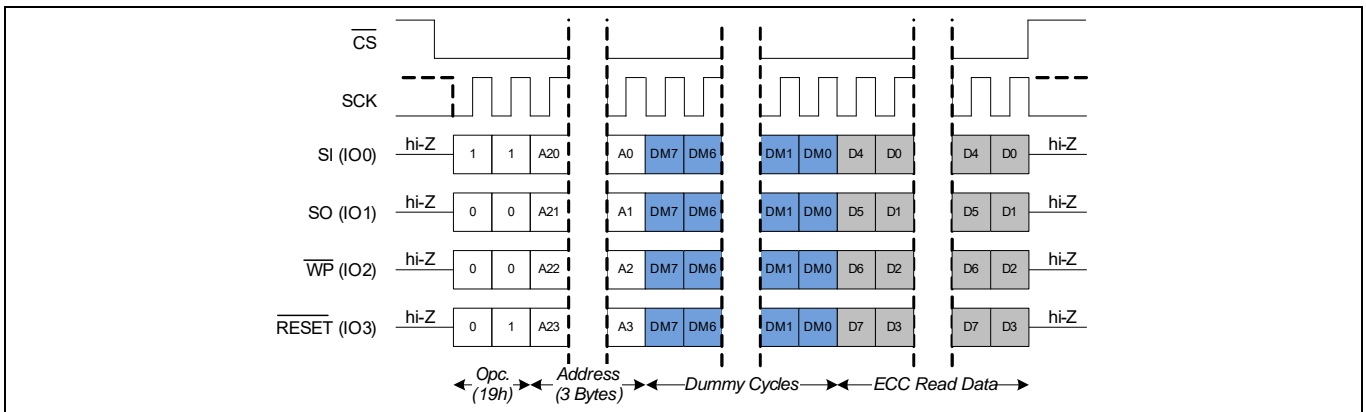 CS
SCK
SI (IO0) hi-Z 1 1 A20 A0 DM7 DM6 DM1 DM0 D4 D0 D4 D0 hi-Z
SO (IO1) hi-Z 0 0 A21 A1 DM7 DM6 DM1 DM0 D5 D1 D5 D1 hi-Z
WP (IO2) hi-Z 0 0 A22 A2 DM7 DM6 DM1 DM0 D6 D2 D6 D2 hi-Z
RESET (IO3) hi-Z 0 1 A23 A3 DM7 DM6 DM1 DM0 D7 D3 D7 D3 hi-Z
Opc. Address Dummy Cycles ECC Read Data
(19h) (3 Bytes)